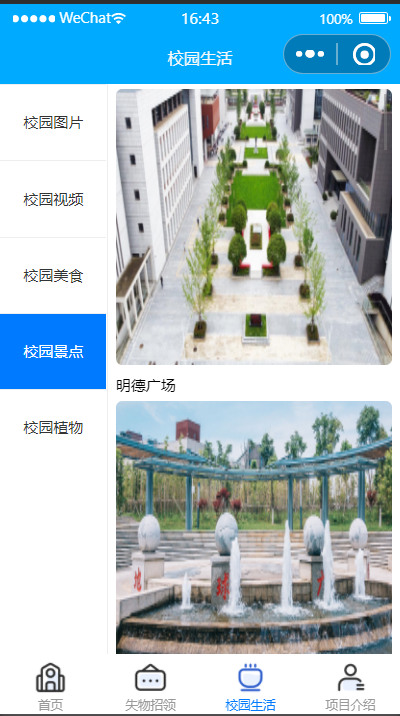 WeChat
16:43
100%
校园生活
校园图片
校园视频
校园美食
校园景点
校园植物
明德广场
首页
失物招领
校园生活
项目介绍